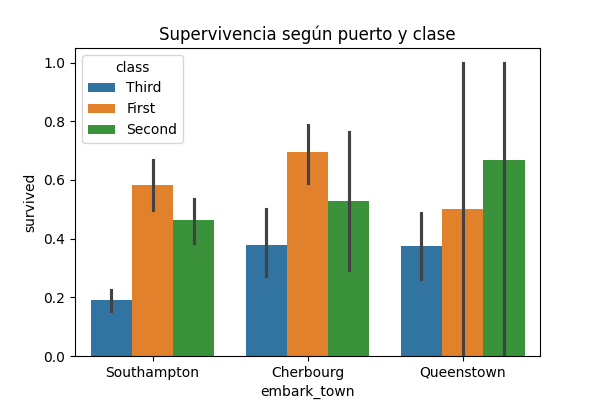 Supervivencia según puerto y clase
class
Third
First
Second
1.0
0.8
0.6
0.4
0.2
0.0
survived
Southampton Cherbourg Queenstown
embark_town